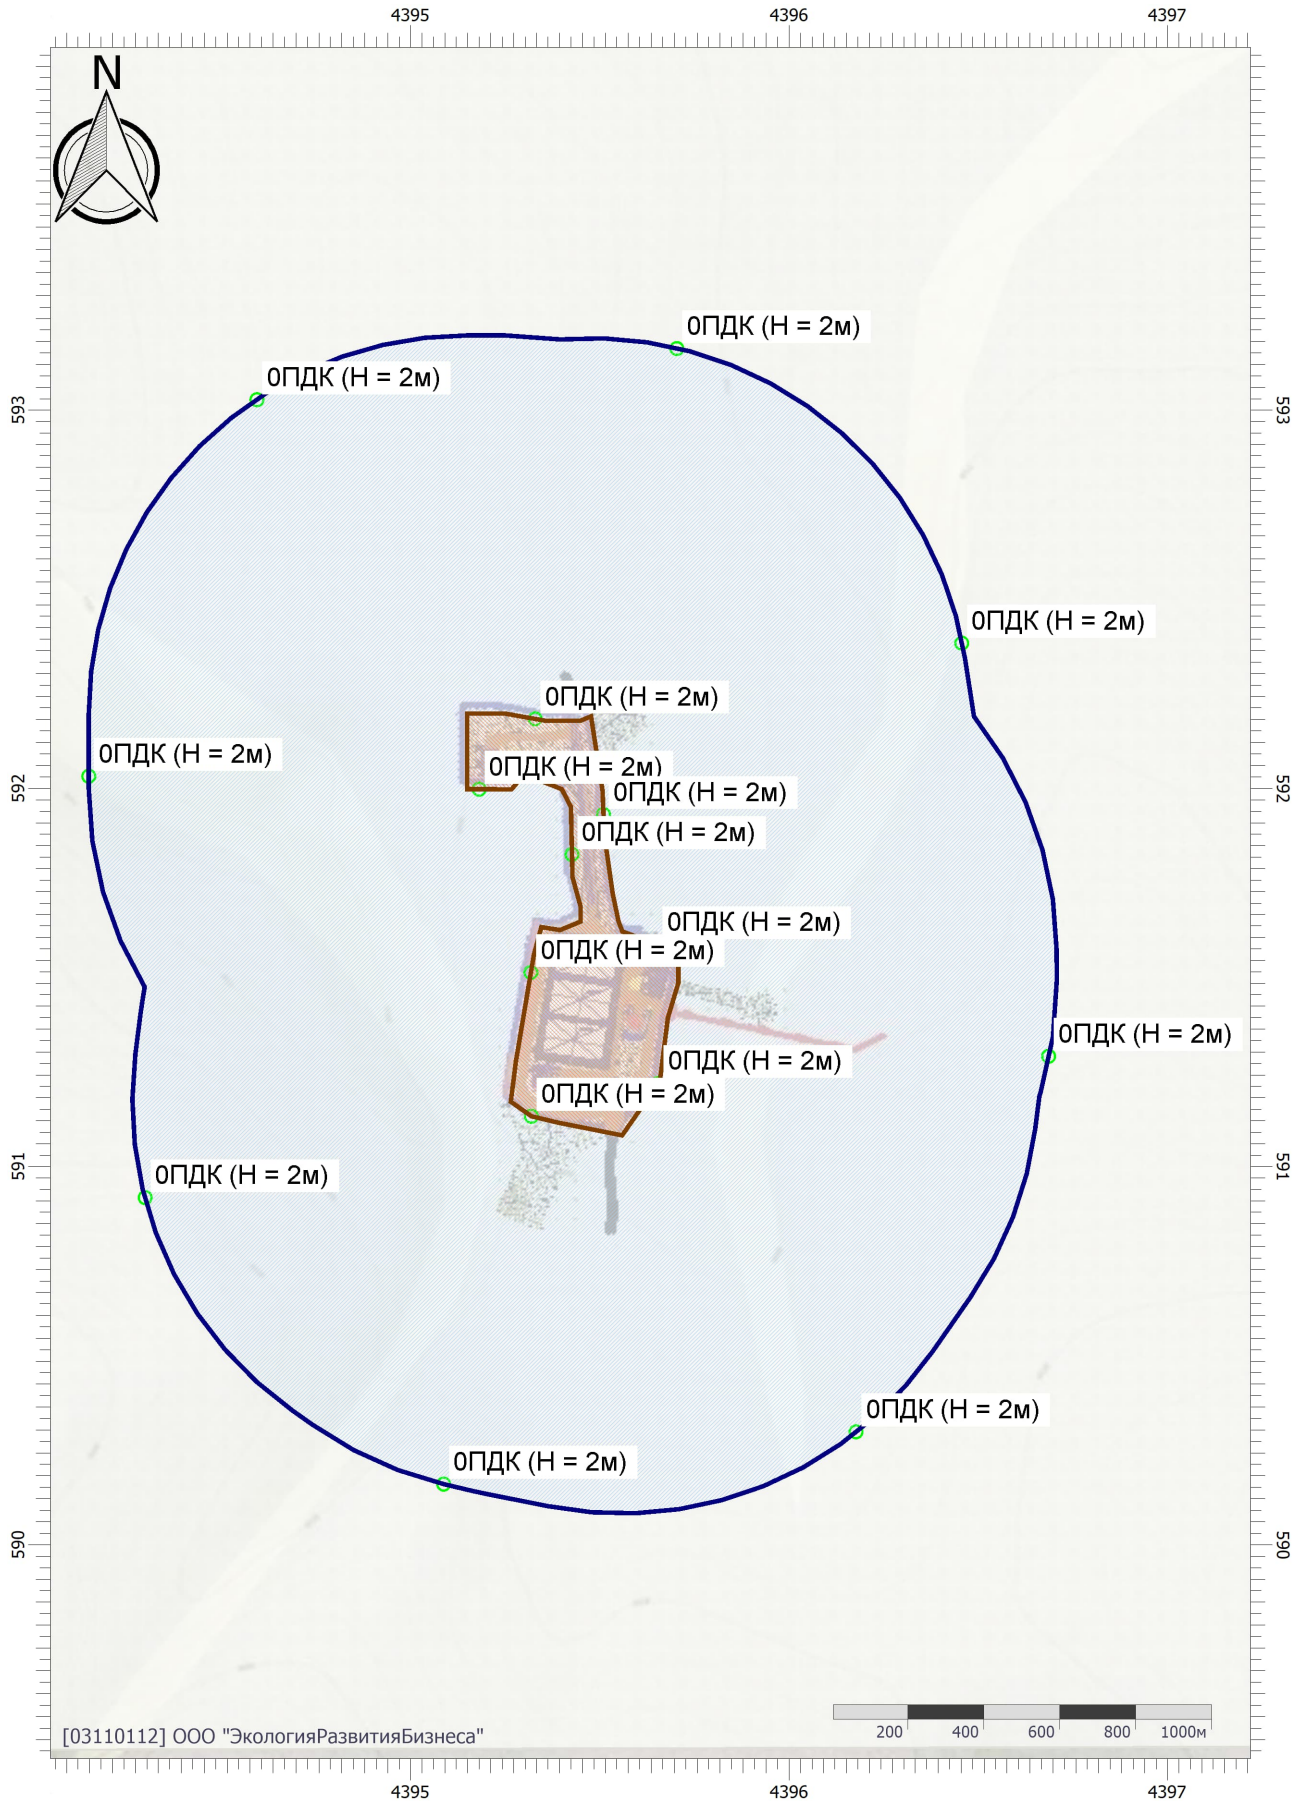 4395 4396 4397
N
0ПДК (H = 2м)
0ПДК (H = 2м)
593 593
0ПДК (H = 2м)
0ПДК (H = 2м)
0ПДК (H = 2м)
0ПДК (H = 2м)
592 592
0ПДК (H = 2м)
0ПДК (H = 2м)
0ПДК (H = 2м)
0ПДК (H = 2м)
0ПДК (H = 2м)
0ПДК (H = 2м)
0ПДК (H = 2м)
591 591
0ПДК (H = 2м)
0ПДК (H = 2м)
0ПДК (H = 2м)
590 590
200 400 600 800 1000м
[03110112] ООО "ЭкологияРазвитияБизнеса"
4395 4396 4397